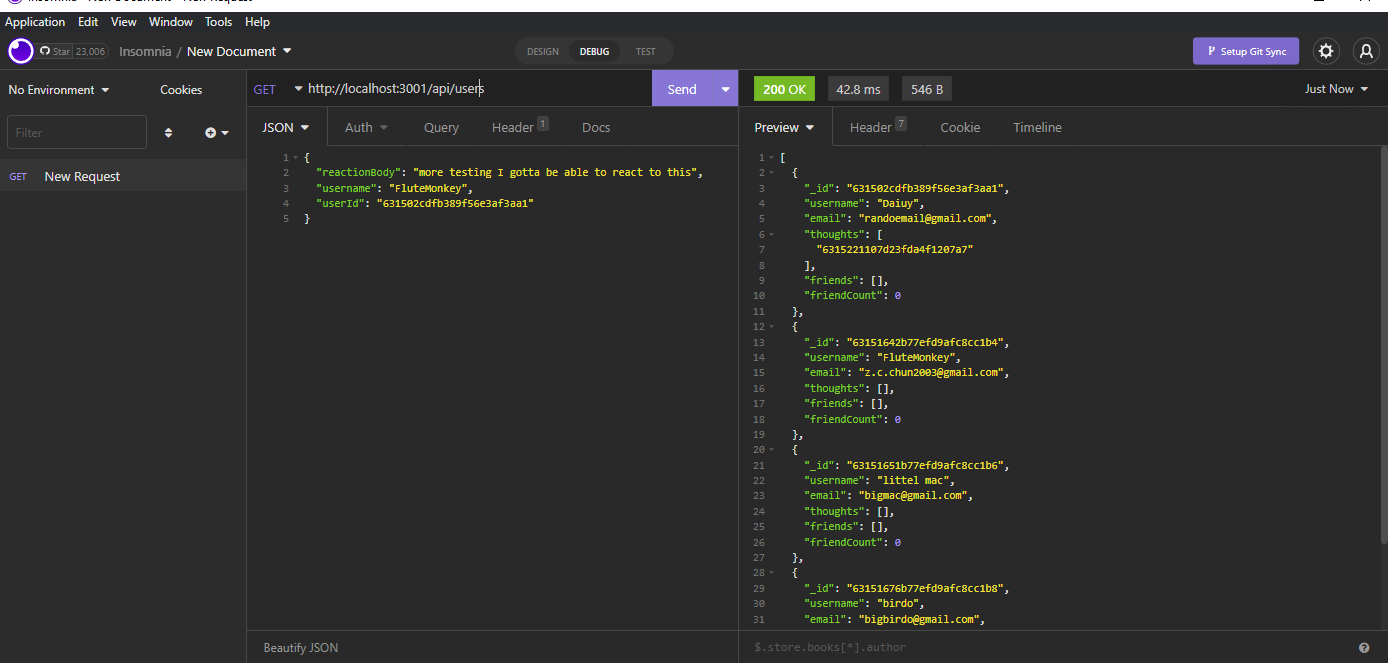 Application Edit View Window Tools Help
Star 23,006 Insomnia / New Document DESIGN DEBUG TEST Setup Git Sync
No Environment Cookies
Filter
GET New Request
GET http://localhost:3001/api/users Send
JSON Auth Query Header 1 Docs
1 {
2 "reactionBody": "more testing I gotta be able to react to this",
3 "username": "FluteMonkey",
4 "userId": "631502cdfb389f56e3af3aa1"
5 }
Beautify JSON
200 OK 42.8 ms 546 B Just Now
Preview Header 7 Cookie Timeline
1 [
2 {
3 "_id": "631502cdfb389f56e3af3aa1",
4 "username": "Daiuy",
5 "email": "randoemail@gmail.com",
6 "thoughts": [
7 "6315221107d23fda4f1207a7"
8 ],
9 "friends": [],
10 "friendCount": 0
11 },
12 {
13 "_id": "63151642b77efd9afc8cc1b4",
14 "username": "FluteMonkey",
15 "email": "z.c.chun2003@gmail.com",
16 "thoughts": [],
17 "friends": [],
18 "friendCount": 0
19 },
20 {
21 "_id": "63151651b77efd9afc8cc1b6",
22 "username": "littel mac",
23 "email": "bigmac@gmail.com",
24 "thoughts": [],
25 "friends": [],
26 "friendCount": 0
27 },
28 {
29 "_id": "63151676b77efd9afc8cc1b8",
30 "username": "birdo",
31 "email": "bigbirdo@gmail.com",
$.store.books[*].author